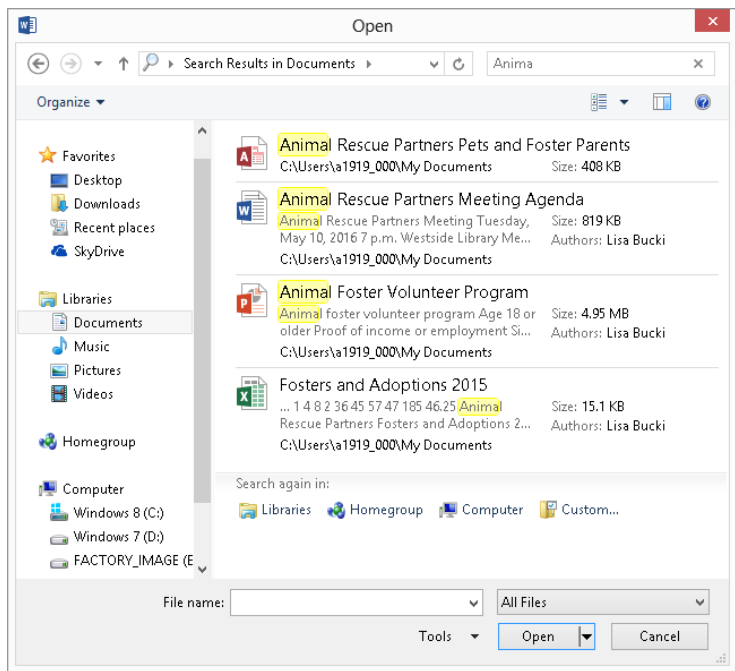 Open
Search Results in Documents
Anima
Organize
Favorites
Desktop
Downloads
Recent places
SkyDrive
Libraries
Documents
Music
Pictures
Videos
Homegroup
Computer
Windows 8 (C:)
Windows 7 (D:)
FACTORY_IMAGE (E
Animal Rescue Partners Pets and Foster Parents
C:\Users\a1919_000\My Documents Size: 408 KB
Animal Rescue Partners Meeting Agenda
Animal Rescue Partners Meeting Tuesday, Size: 819 KB
May 10, 2016 7 p.m. Westside Library Me... Authors: Lisa Bucki
C:\Users\a1919_000\My Documents
Animal Foster Volunteer Program
Animal foster volunteer program Age 18 or Size: 4.95 MB
older Proof of income or employment Si... Authors: Lisa Bucki
C:\Users\a1919_000\My Documents
Fosters and Adoptions 2015
... 1 4 8 2 36 45 57 47 185 46.25 Animal Size: 15.1 KB
Rescue Partners Fosters and Adoptions 2... Authors: Lisa Bucki
C:\Users\a1919_000\My Documents
Search again in:
Libraries Homegroup Computer Custom...
File name: All Files
Tools Open Cancel